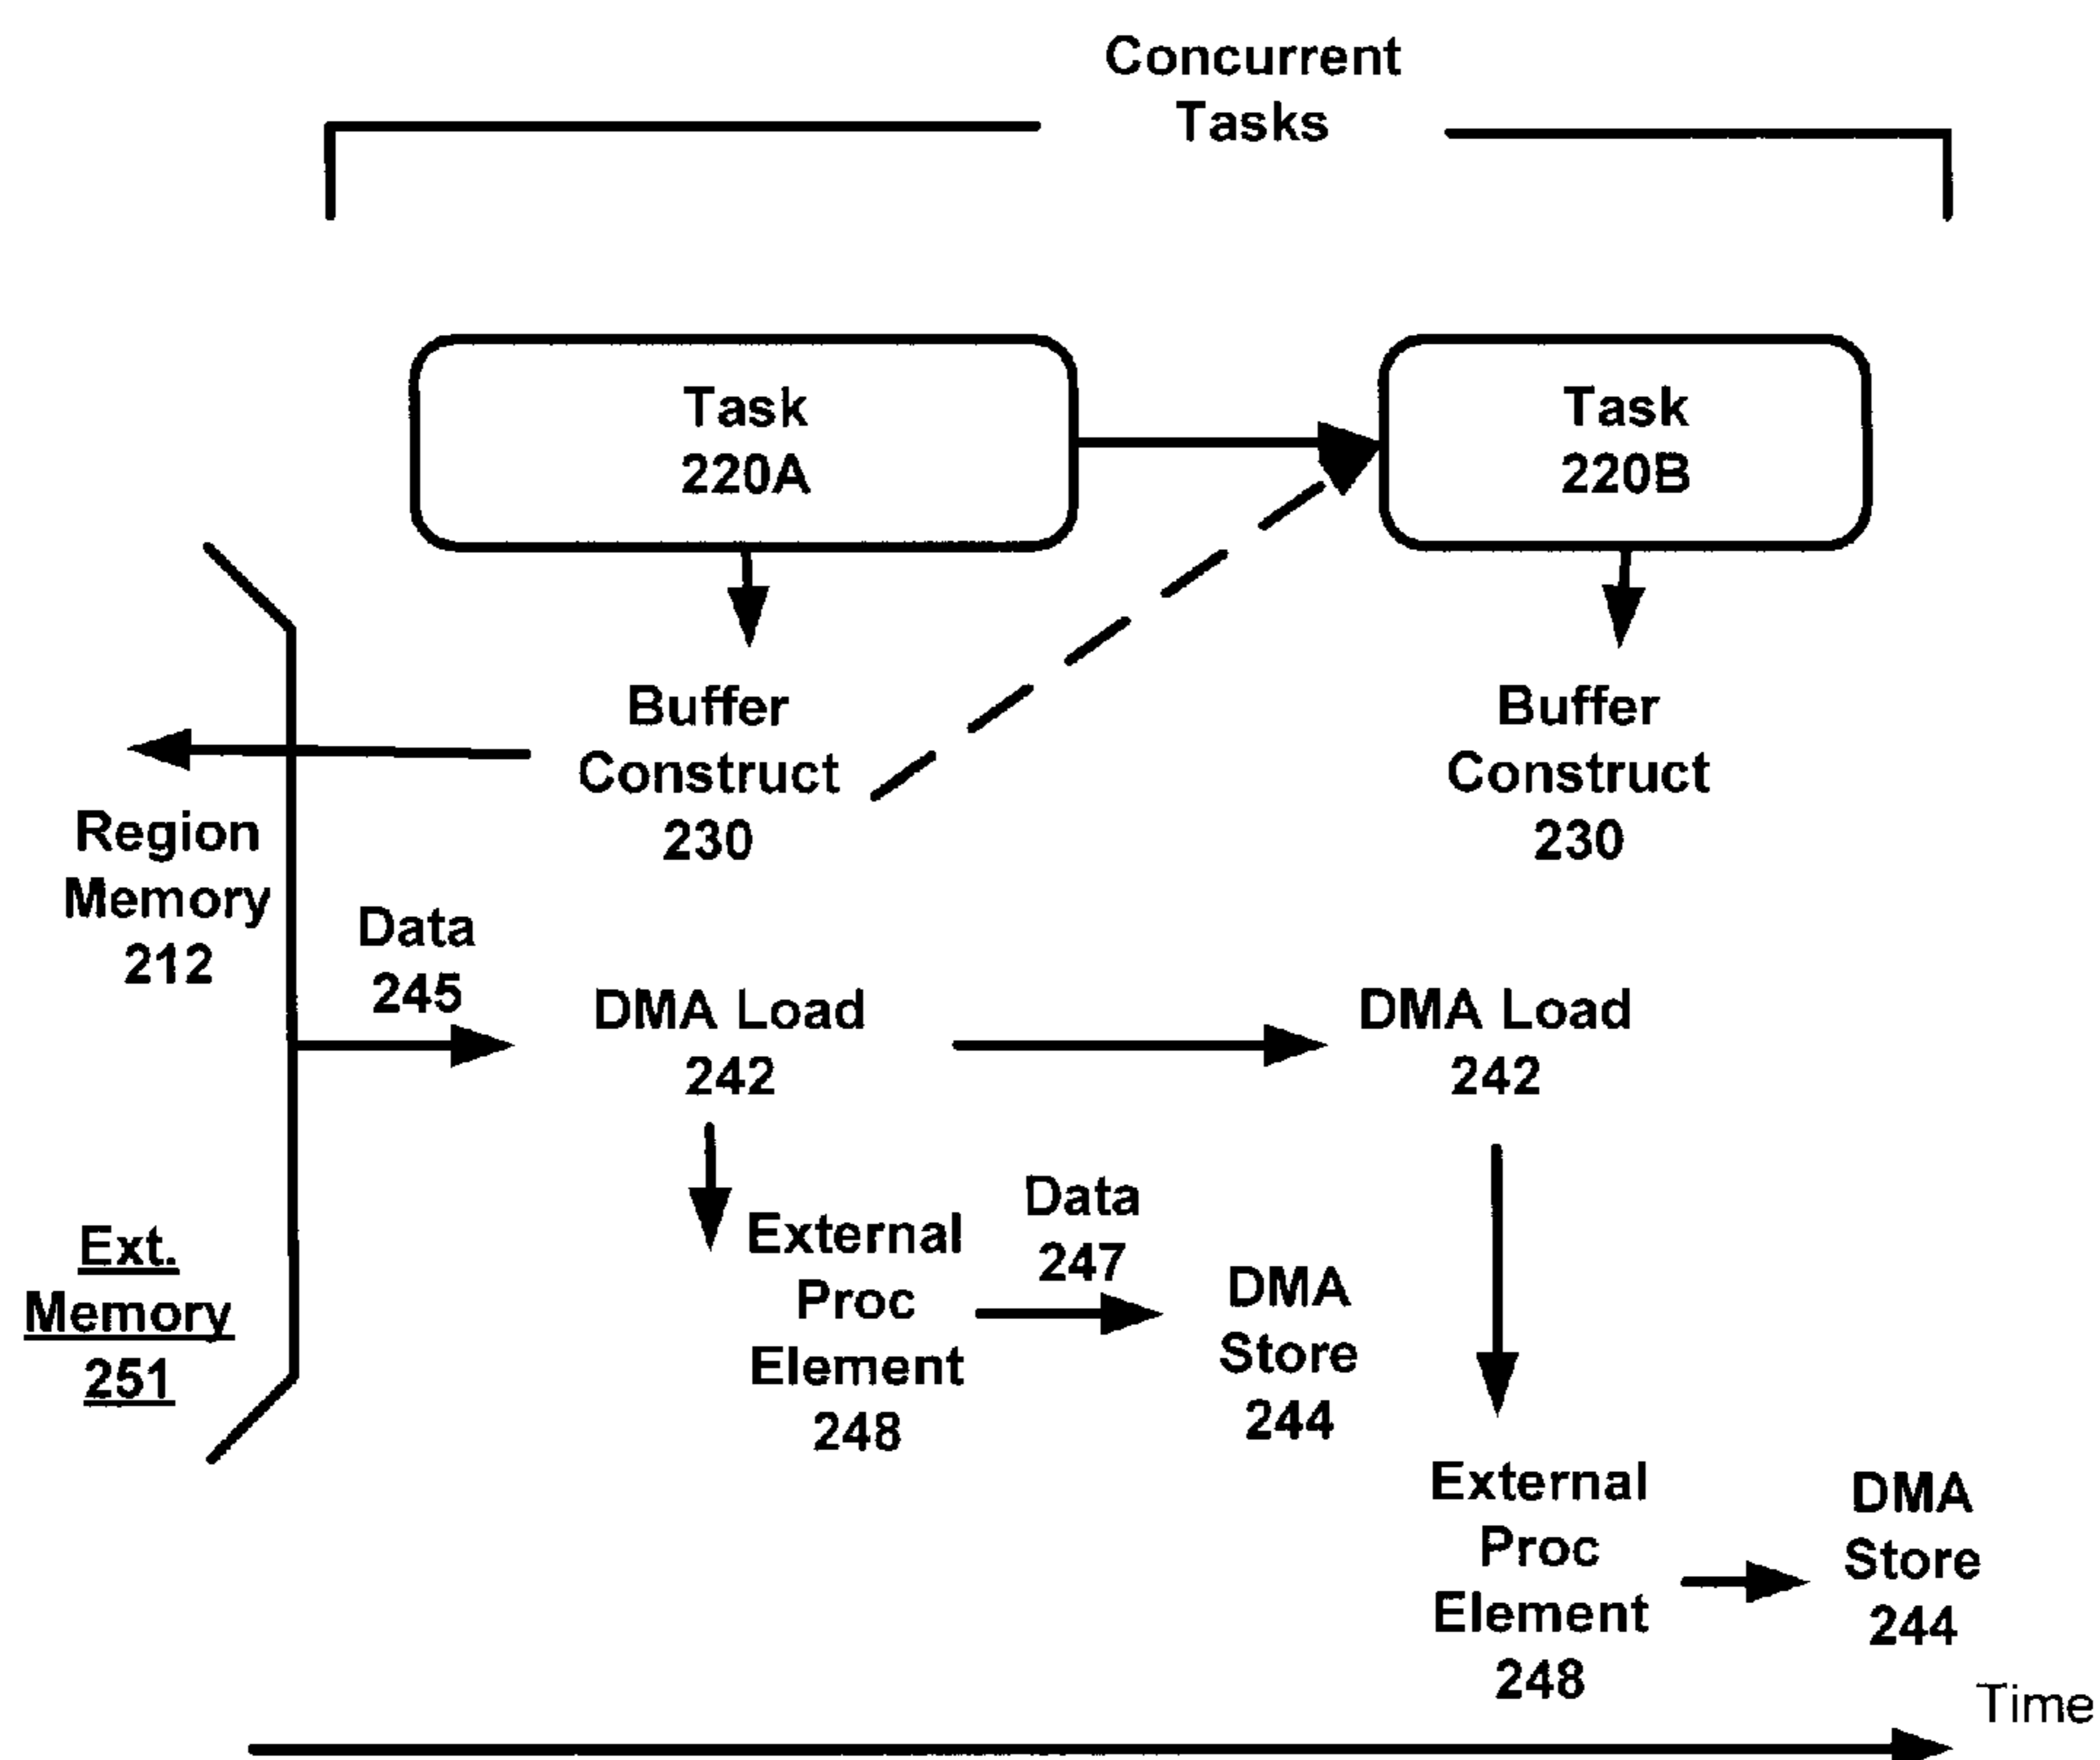 Concurrent
Tasks
Task
220A
Task
220B
Buffer
Construct
230
Buffer
Construct
230
Region
Memory
212
Data
245
DMA Load
242
DMA Load
242
Ext.
Memory
251
External
Proc
Element
248
Data
247
DMA
Store
244
External
Proc
Element
248
DMA
Store
244
Time